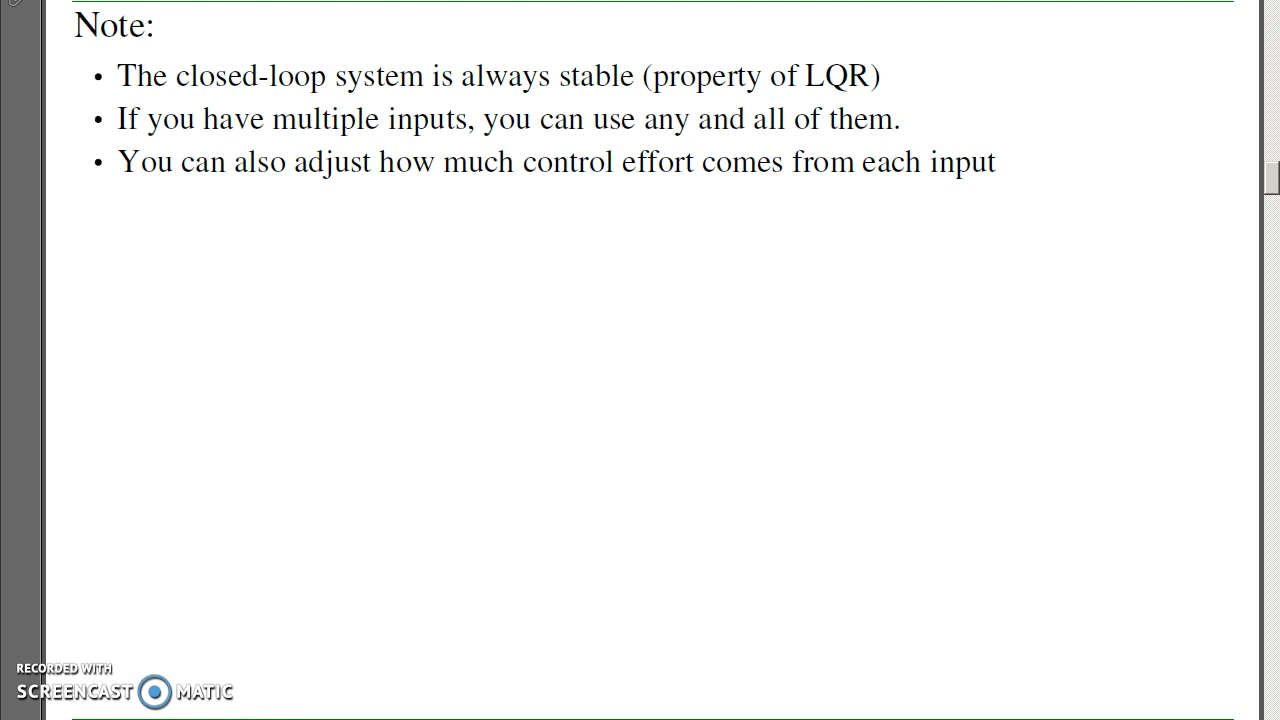 Note:
• The closed-loop system is always stable (property of LQR)
• If you have multiple inputs, you can use any and all of them.
• You can also adjust how much control effort comes from each input
RECORDED WITH
SCREENCAST MATIC